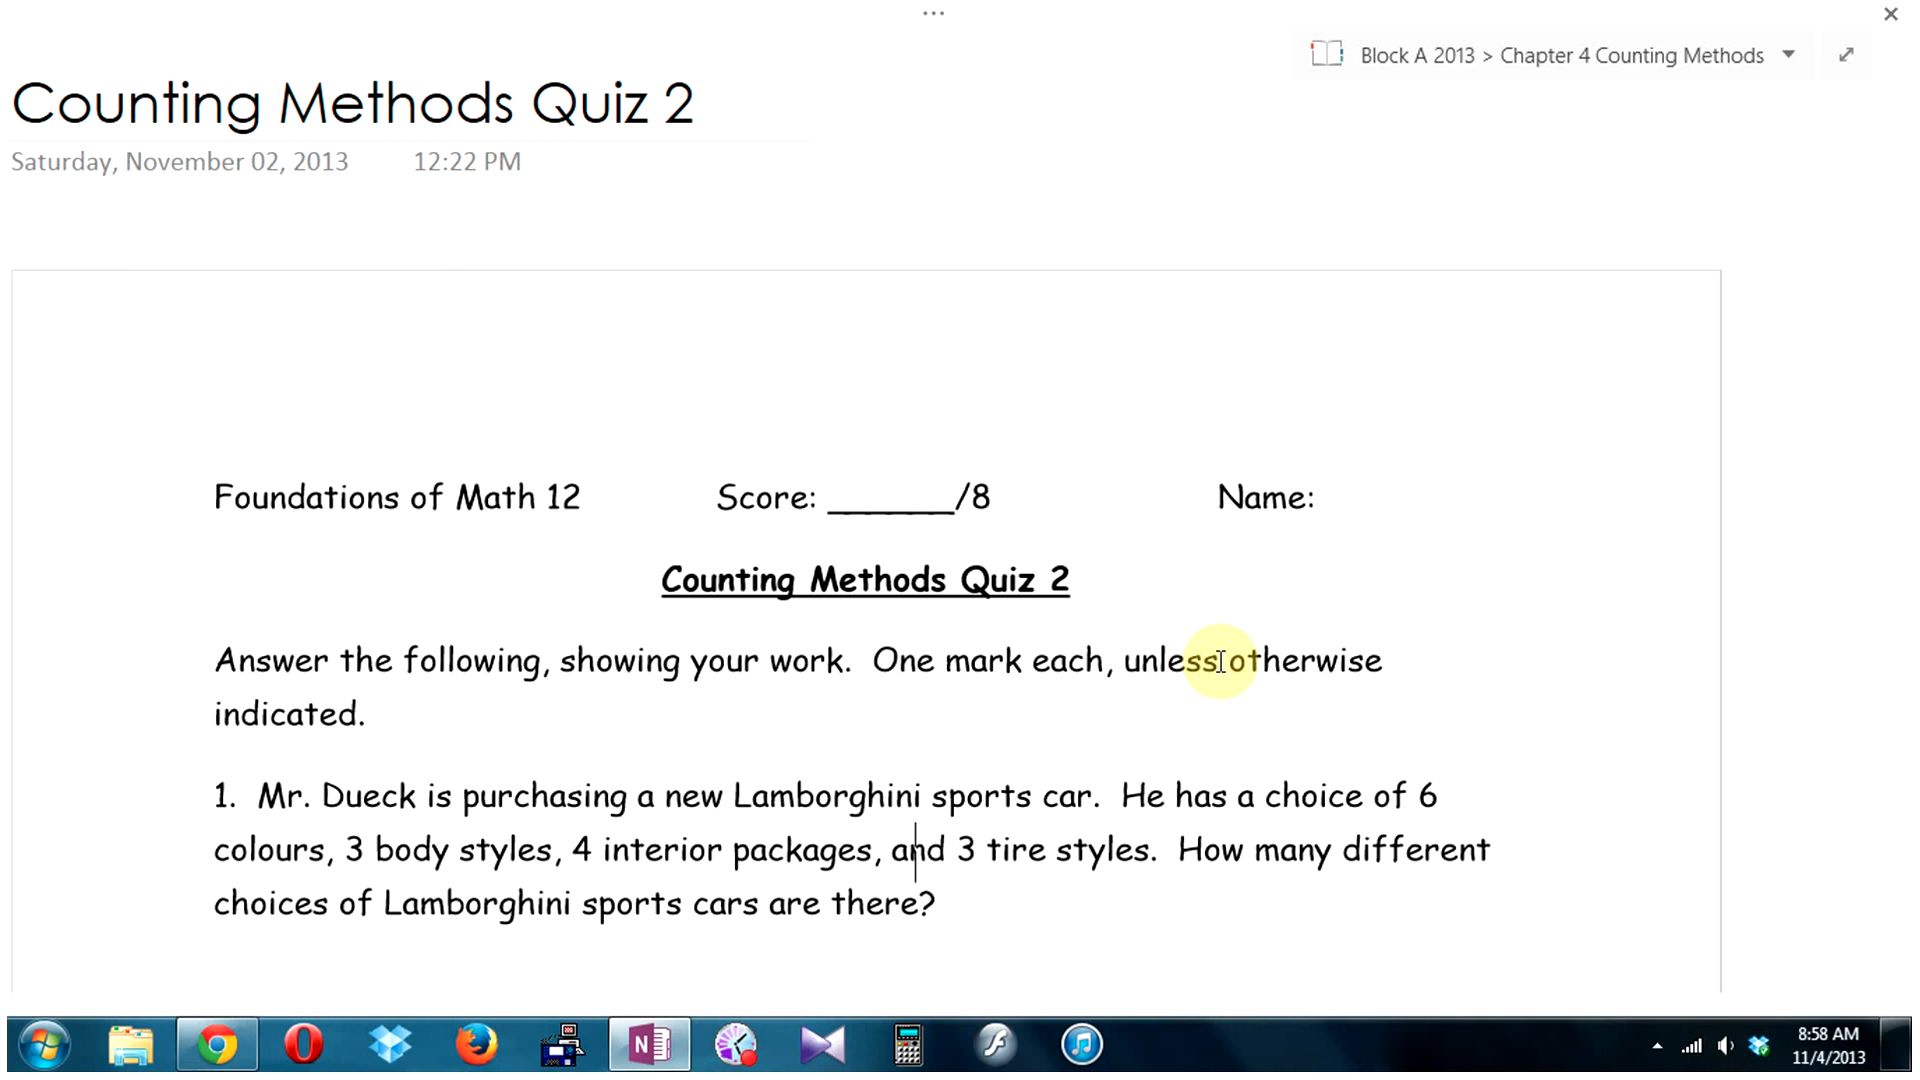 ...
Block A 2013 > Chapter 4 Counting Methods
Counting Methods Quiz 2
Saturday, November 02, 2013 12:22 PM
Foundations of Math 12 Score: _______/8 Name:
Counting Methods Quiz 2
Answer the following, showing your work. One mark each, unless otherwise
indicated.
1. Mr. Dueck is purchasing a new Lamborghini sports car. He has a choice of 6
colours, 3 body styles, 4 interior packages, and 3 tire styles. How many different
choices of Lamborghini sports cars are there?
N
8:58 AM
11/4/2013